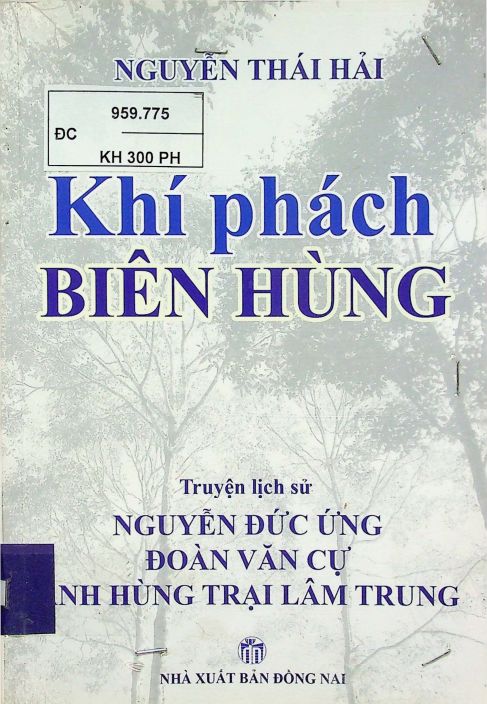 NGUYỄN THÁI HẢI
959.775
ĐC
KH 300 PH
Khí phách
BIÊN HÙNG
Truyện lịch sử
NGUYỄN ĐỨC ỨNG
ĐOÀN VĂN CỰ
ANH HÙNG TRẠI LÂM TRUNG
NHÀ XUẤT BẢN ĐỒNG NAI